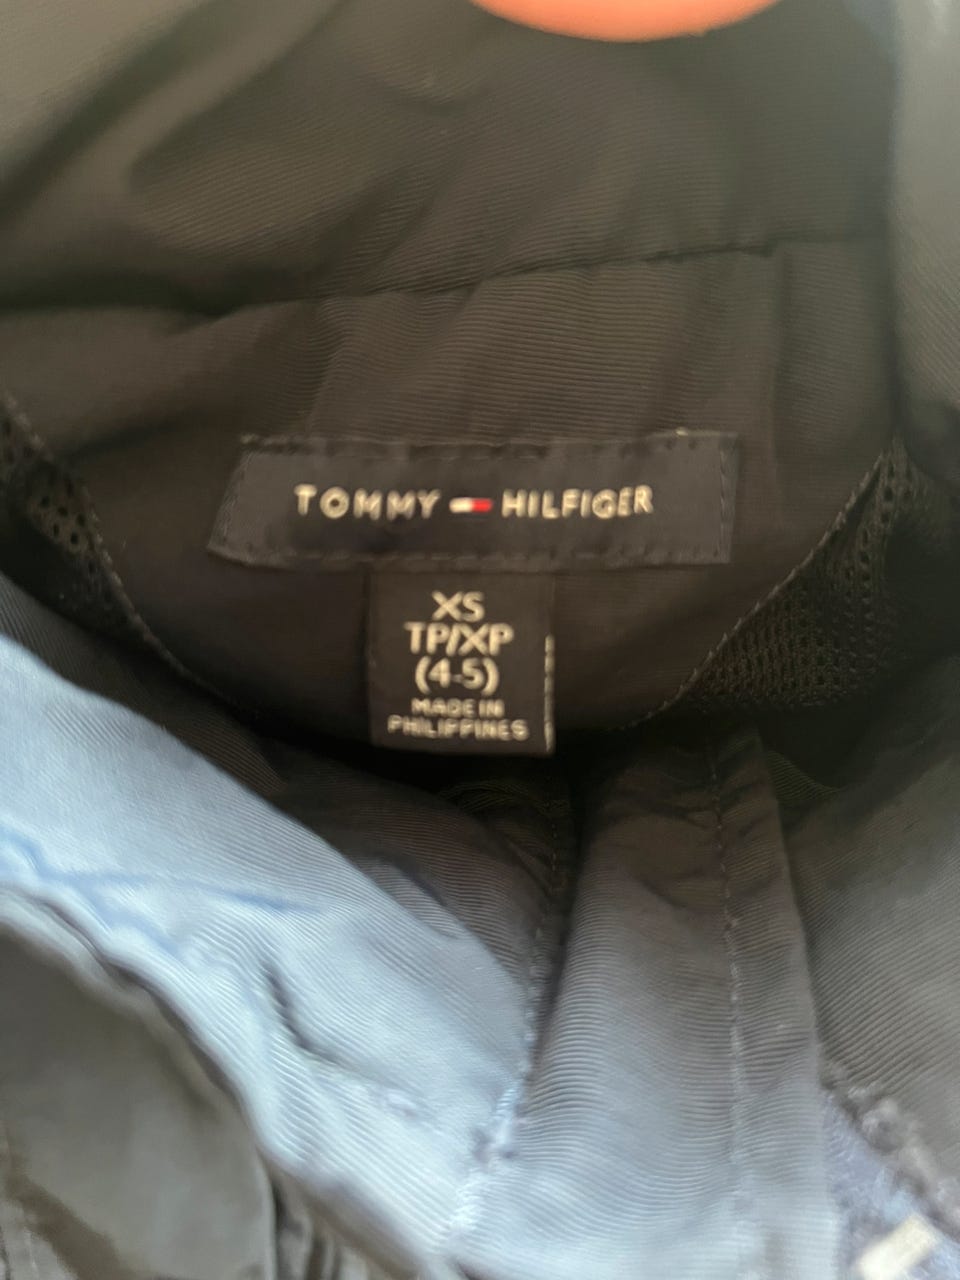 TOMMY HILFIGER
XS
TP/XP
(4-5)
MADE IN
PHILIPPINES